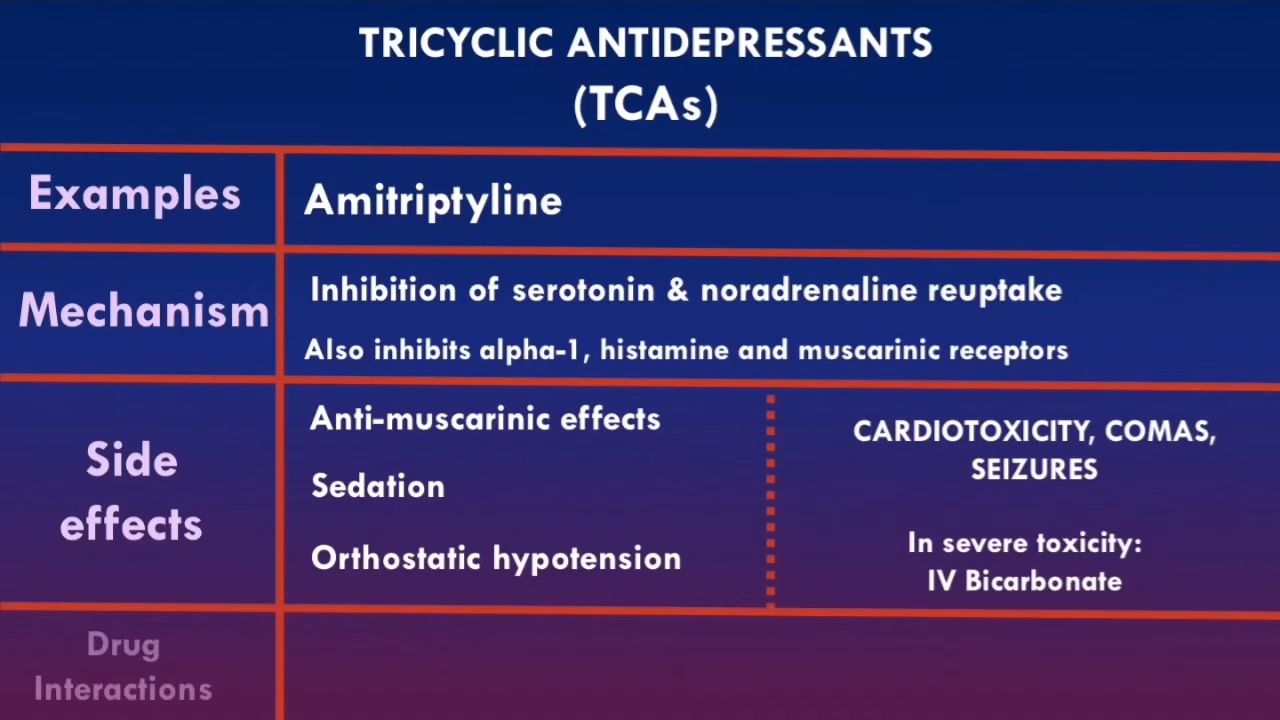 TRICYCLIC ANTIDEPRESSANTS
(TCAs)
Examples
Amitriptyline
Mechanism
Inhibition of serotonin & noradrenaline reuptake
Also inhibits alpha-1, histamine and muscarinic receptors
Side
effects
Anti-muscarinic effects
Sedation
Orthostatic hypotension
CARDIOTOXICITY, COMAS,
SEIZURES
In severe toxicity:
IV Bicarbonate
Drug
Interactions